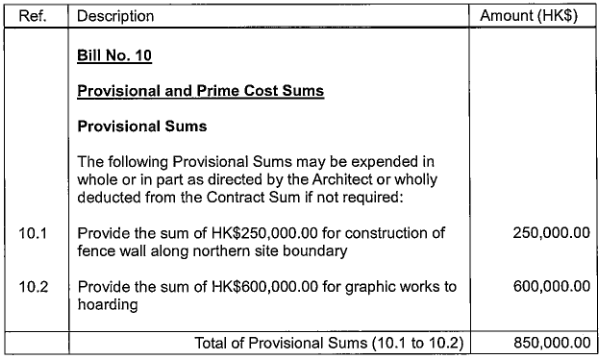 Ref. Description Amount (HK$)
Bill No. 10
Provisional and Prime Cost Sums
Provisional Sums
The following Provisional Sums may be expended in
whole or in part as directed by the Architect or wholly
deducted from the Contract Sum if not required:
10.1 Provide the sum of HK$250,000.00 for construction of 250,000.00
fence wall along northern site boundary
10.2 Provide the sum of HK$600,000.00 for graphic works to 600,000.00
hoarding
Total of Provisional Sums (10.1 to 10.2) 850,000.00